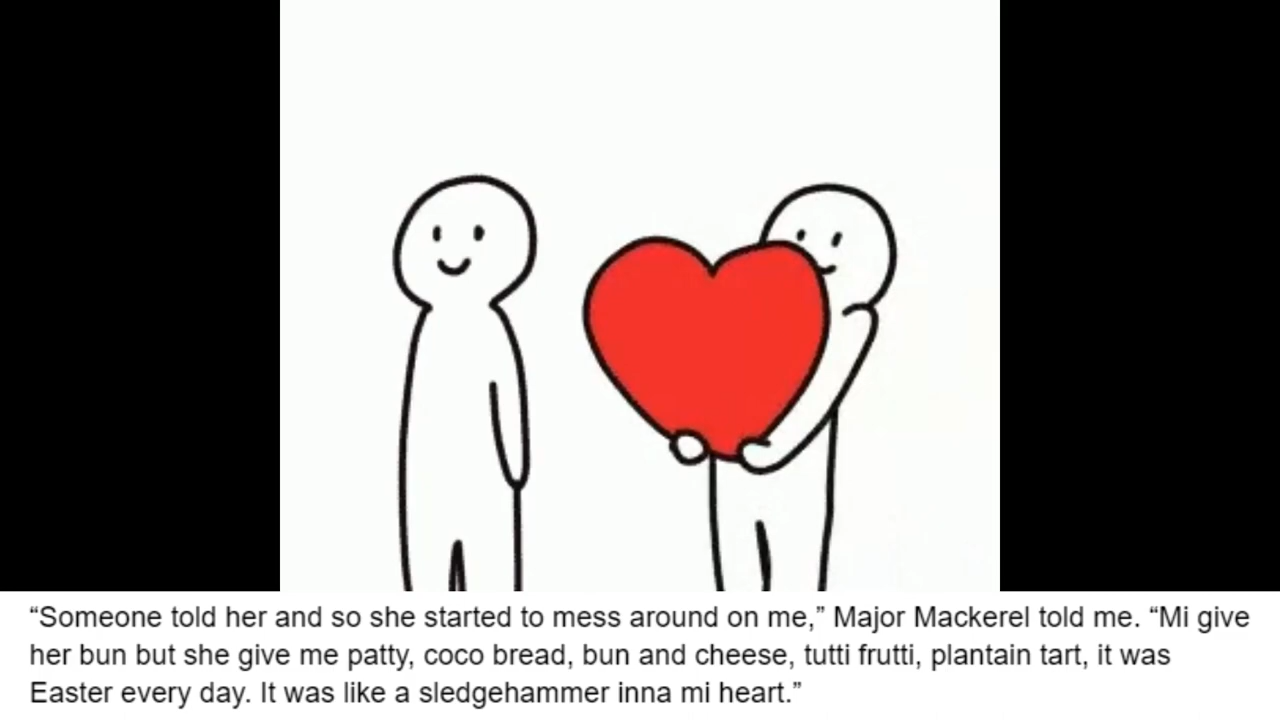 “Someone told her and so she started to mess around on me,” Major Mackerel told me. “Mi give
her bun but she give me patty, coco bread, bun and cheese, tutti frutti, plantain tart, it was
Easter every day. It was like a sledgehammer inna mi heart.”